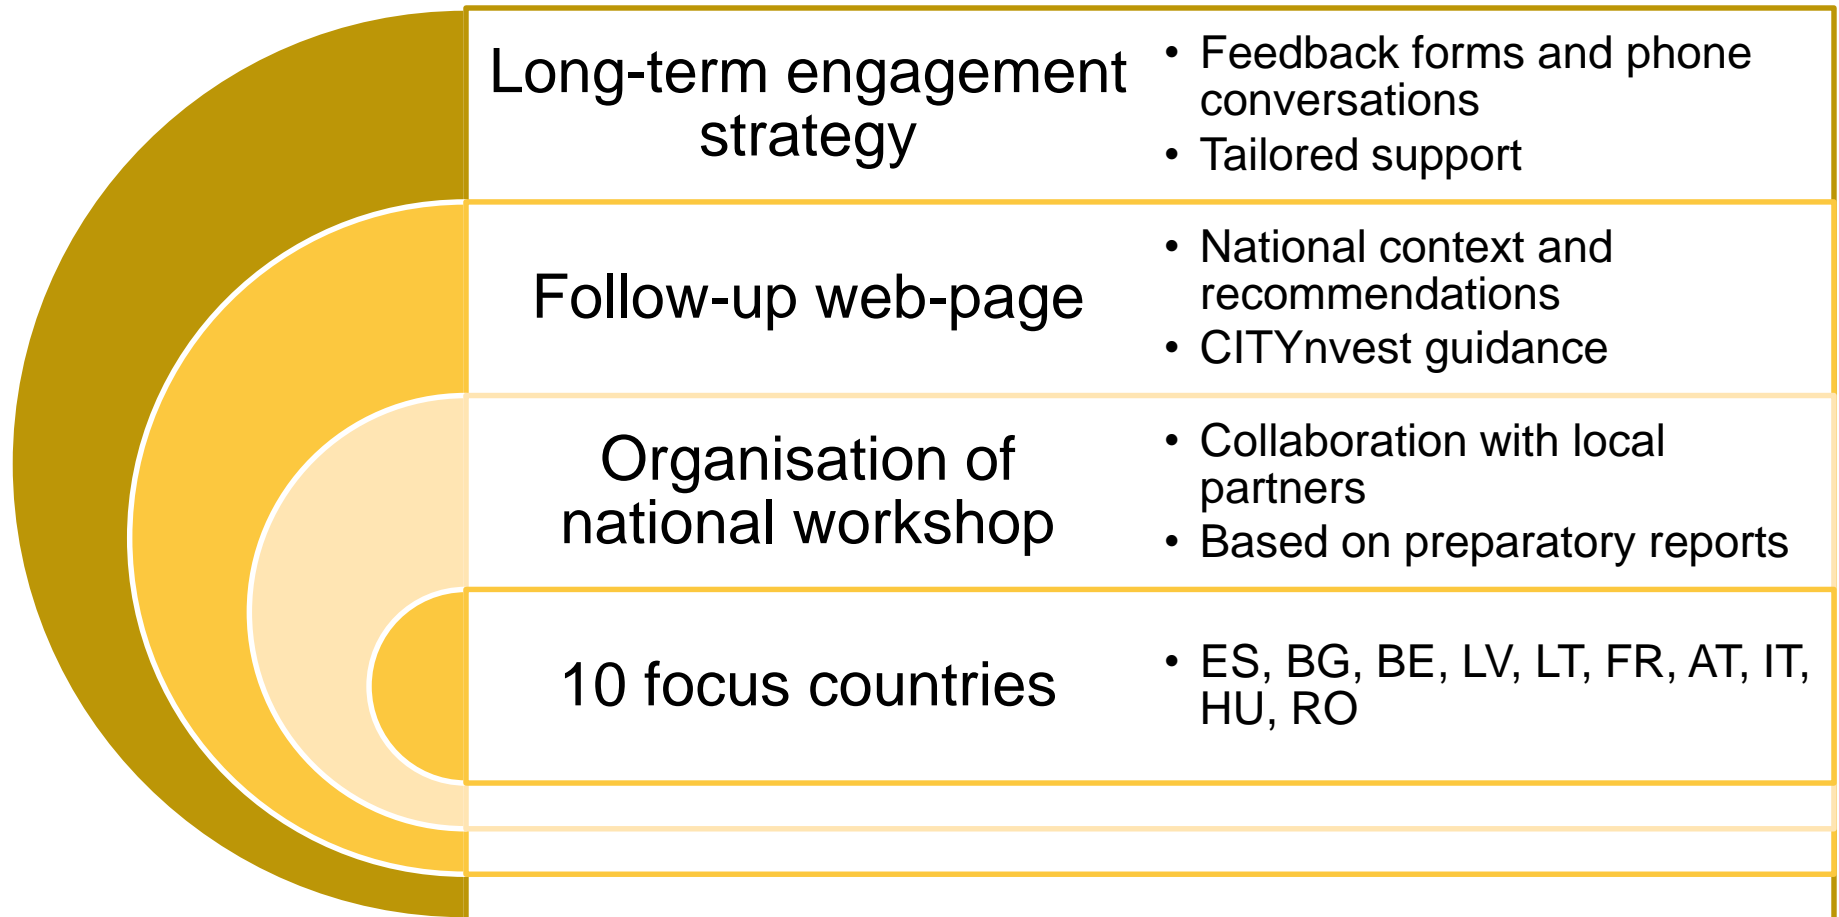 Long-term engagement
strategy
• Feedback forms and phone
conversations
• Tailored support
Follow-up web-page
• National context and
recommendations
• CITYnvest guidance
Organisation of
national workshop
• Collaboration with local
partners
• Based on preparatory reports
10 focus countries
• ES, BG, BE, LV, LT, FR, AT, IT,
HU, RO